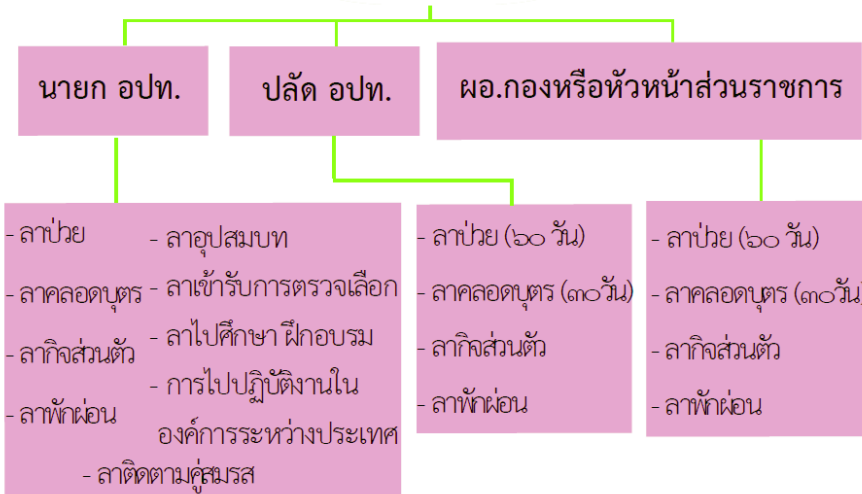 นายก อปท.
ปลัด อปท.
ผอ.กองหรือหัวหน้าส่วนราชการ
- ลาป่วย
- ลาคลอดบุตร
- ลากิจส่วนตัว
- ลาพักผ่อน
- ลาอุปสมบท
- ลาเข้ารับการตรวจเลือก
- ลาไปศึกษา ฝึกอบรม
- การไปปฏิบัติงานใน
องค์การระหว่างประเทศ
- ลาติดตามคู่สมรส
- ลาป่วย (๖๐ วัน)
- ลาคลอดบุตร (๓๐วัน)
- ลากิจส่วนตัว
- ลาพักผ่อน
- ลาป่วย (๖๐ วัน)
- ลาคลอดบุตร (๓๐วัน)
- ลากิจส่วนตัว
- ลาพักผ่อน